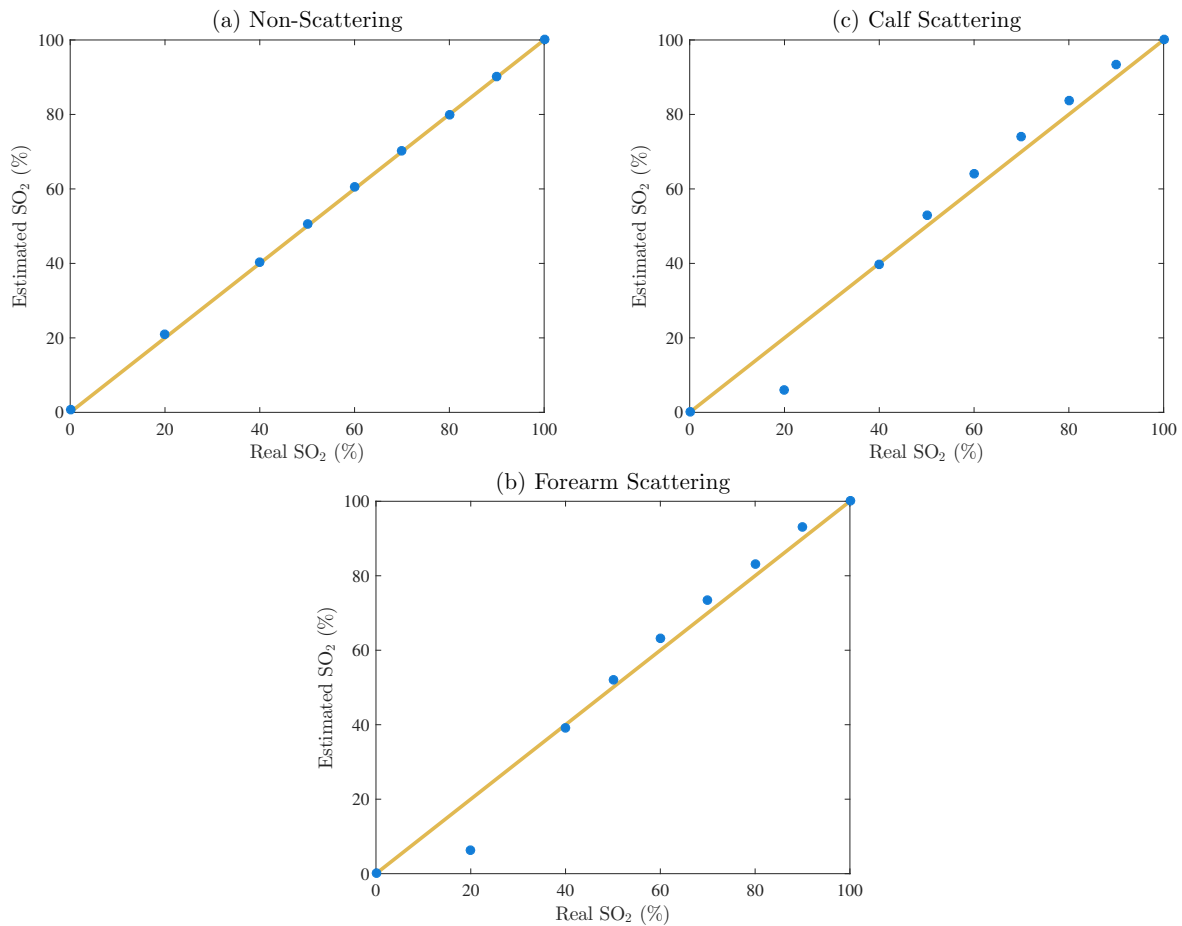 (a) Non-Scattering
100
80
60
40
20
0
Estimated SO₂ (%)
0 20 40 60 80 100
Real SO₂ (%)
(c) Calf Scattering
100
80
60
40
20
0
Estimated SO₂ (%)
0 20 40 60 80 100
Real SO₂ (%)
(b) Forearm Scattering
100
80
60
40
20
0
Estimated SO₂ (%)
0 20 40 60 80 100
Real SO₂ (%)